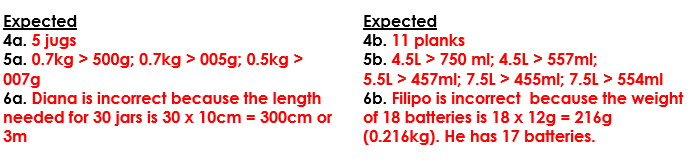 Expected
4a. 5 jugs
5a. 0.7kg > 500g; 0.7kg > 005g; 0.5kg >
007g
6a. Diana is incorrect because the length
needed for 30 jars is 30 x 10cm = 300cm or
3m
Expected
4b. 11 planks
5b. 4.5L > 750 ml; 4.5L > 557ml;
5.5L > 457ml; 7.5L > 455ml; 7.5L > 554ml
6b. Filipo is incorrect  because the weight
of 18 batteries is 18 x 12g = 216g
(0.216kg). He has 17 batteries.